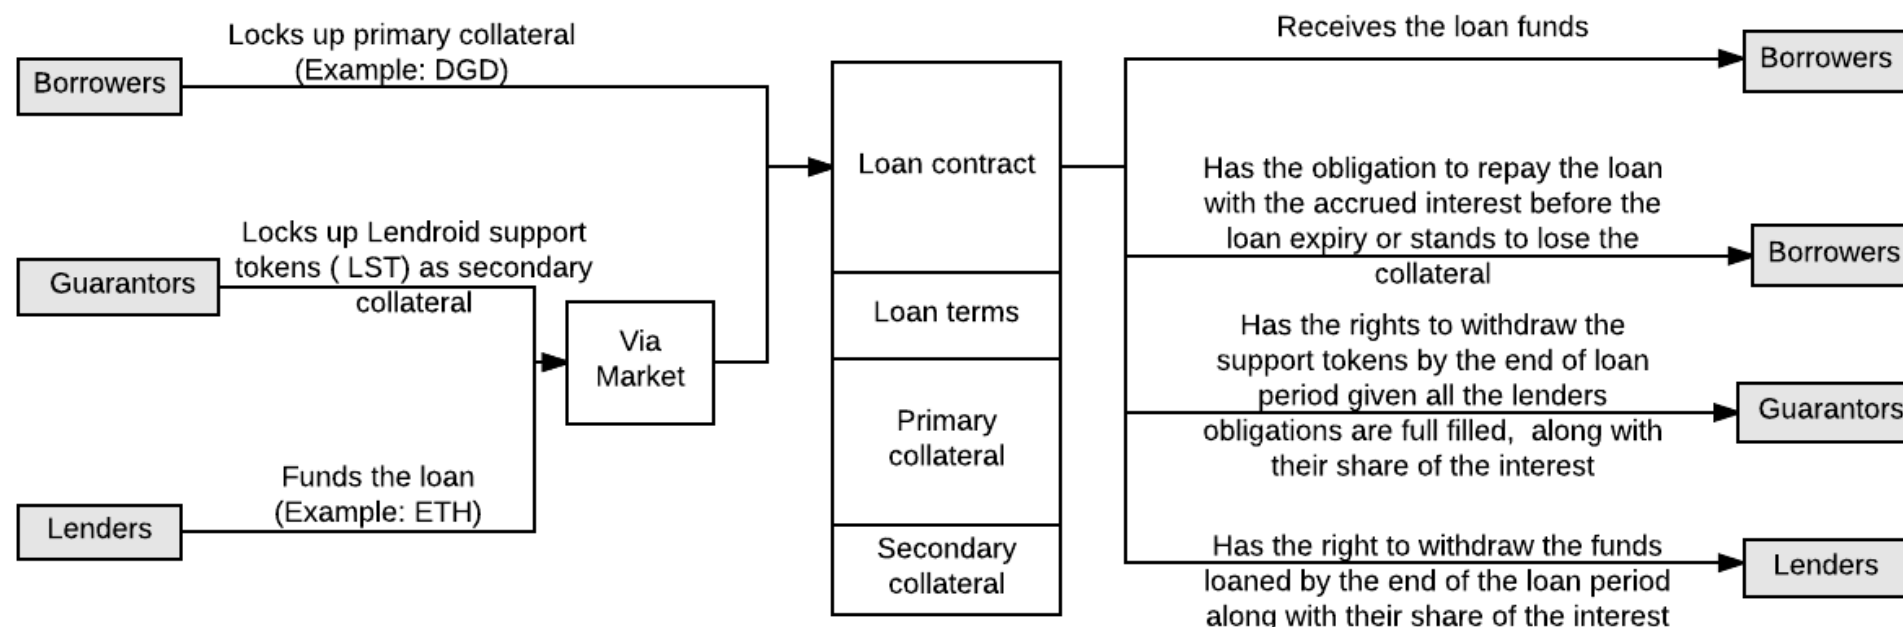 Locks up primary collateral
(Example: DGD)
Borrowers
Locks up Lendroid support
tokens ( LST) as secondary
collateral
Guarantors
Via
Market
Funds the loan
(Example: ETH)
Lenders
Loan contract
Loan terms
Primary
collateral
Secondary
collateral
Receives the loan funds
Borrowers
Has the obligation to repay the loan
with the accrued interest before the
loan expiry or stands to lose the
collateral
Borrowers
Has the rights to withdraw the
support tokens by the end of loan
period given all the lenders
obligations are full filled, along with
their share of the interest
Guarantors
Has the right to withdraw the funds
loaned by the end of the loan period
along with their share of the interest
Lenders